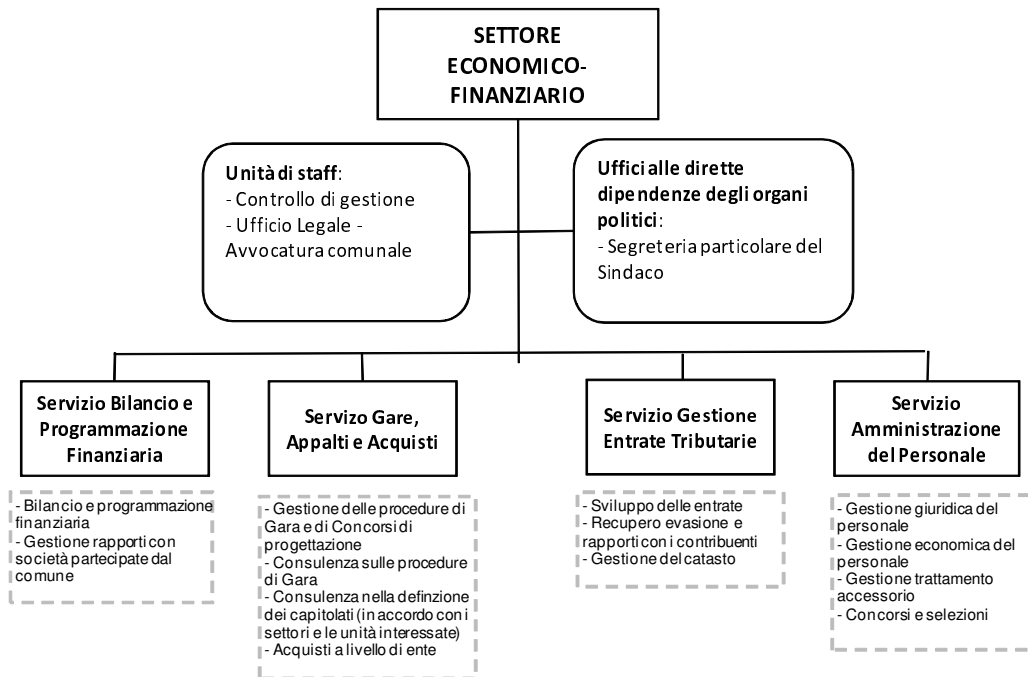 SETTORE
ECONOMICO-
FINANZIARIO
Unità di staff:
- Controllo di gestione
- Ufficio Legale -
Avvocatura comunale
Uffici alle dirette
dipendenze degli organi
politici:
- Segreteria particolare del
Sindaco
Servizio Bilancio e
Programmazione
Finanziaria
Servizo Gare,
Appalti e Acquisti
Servizio Gestione
Entrate Tributarie
Servizio
Amministrazione
del Personale
- Bilancio e programmazione
finanziaria
- Gestione rapporti con
società partecipate dal
comune
- Gestione delle procedure di
Gara e di Concorsi di
progettazione
- Consulenza sulle procedure
di Gara
- Consulenza nella definzione
dei capitolati (in accordo con i
settori e le unità interessate)
- Acquisti a livello di ente
- Sviluppo delle entrate
- Recupero evasione e
rapporti con i contribuenti
- Gestione del catasto
- Gestione giuridica del
personale
- Gestione economica del
personale
- Gestione trattamento
accessorio
- Concorsi e selezioni